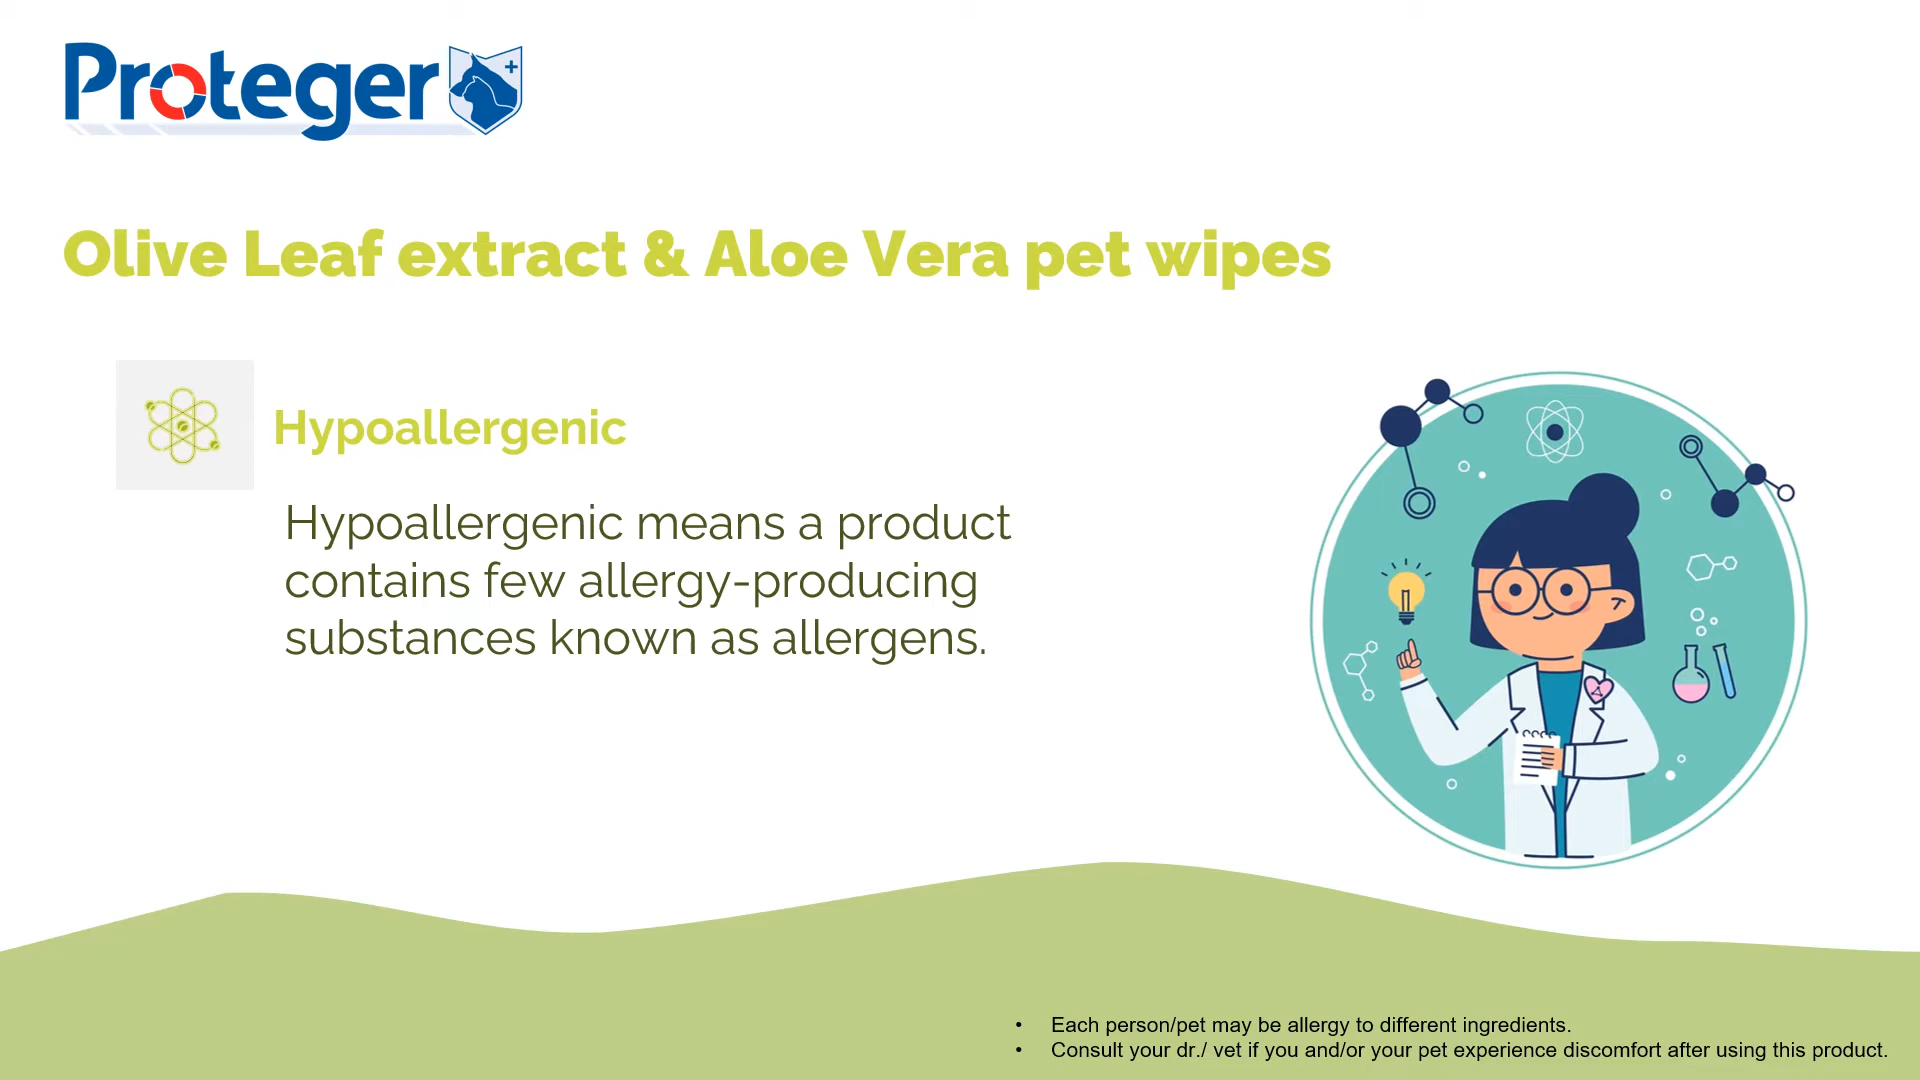 Proteger
Olive Leaf extract & Aloe Vera pet wipes
Hypoallergenic
Hypoallergenic means a product
contains few allergy-producing
substances known as allergens.
• Each person/pet may be allergy to different ingredients.
• Consult your dr./ vet if you and/or your pet experience discomfort after using this product.